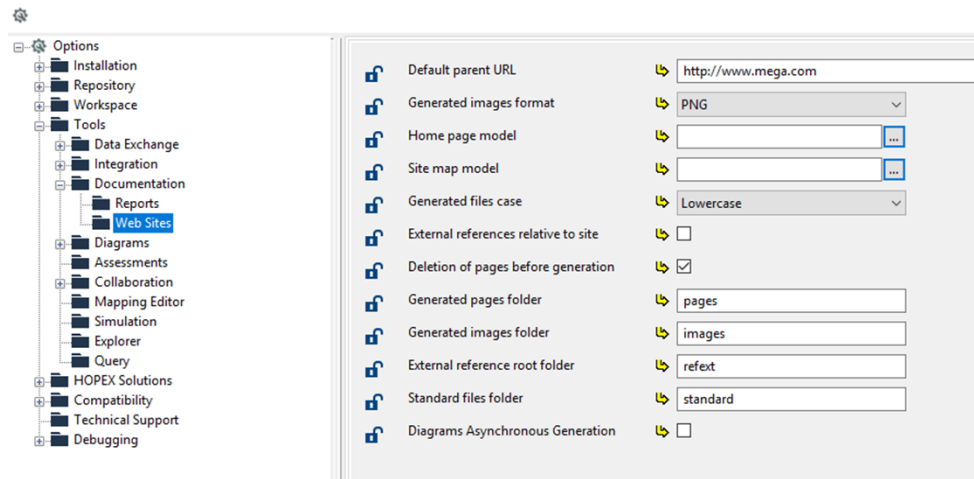 Options
Installation
Repository
Workspace
Tools
Data Exchange
Integration
Documentation
Reports
Web Sites
Diagrams
Assessments
Collaboration
Mapping Editor
Simulation
Explorer
Query
HOPEX Solutions
Compatibility
Technical Support
Debugging
Default parent URL http://www.mega.com
Generated images format PNG
Home page model ...
Site map model ...
Generated files case Lowercase
External references relative to site
Deletion of pages before generation
Generated pages folder pages
Generated images folder images
External reference root folder refext
Standard files folder standard
Diagrams Asynchronous Generation